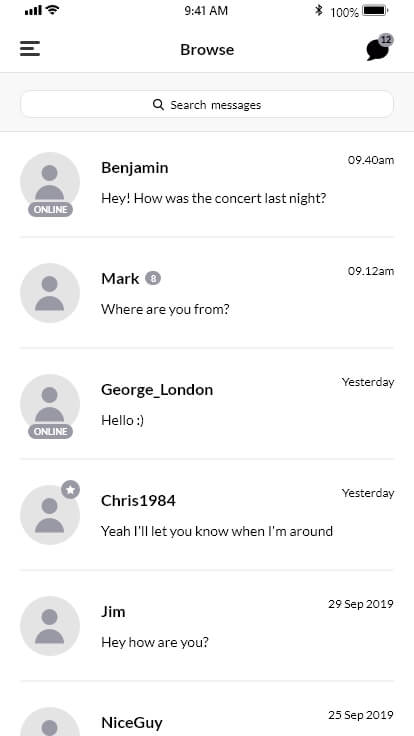 9:41 AM
100%
Browse
12
Search messages
Benjamin
09.40am
Hey! How was the concert last night?
ONLINE
Mark 8
09.12am
Where are you from?
George_London
Yesterday
Hello :)
ONLINE
Chris1984
Yesterday
Yeah I'll let you know when I'm around
Jim
29 Sep 2019
Hey how are you?
NiceGuy
25 Sep 2019